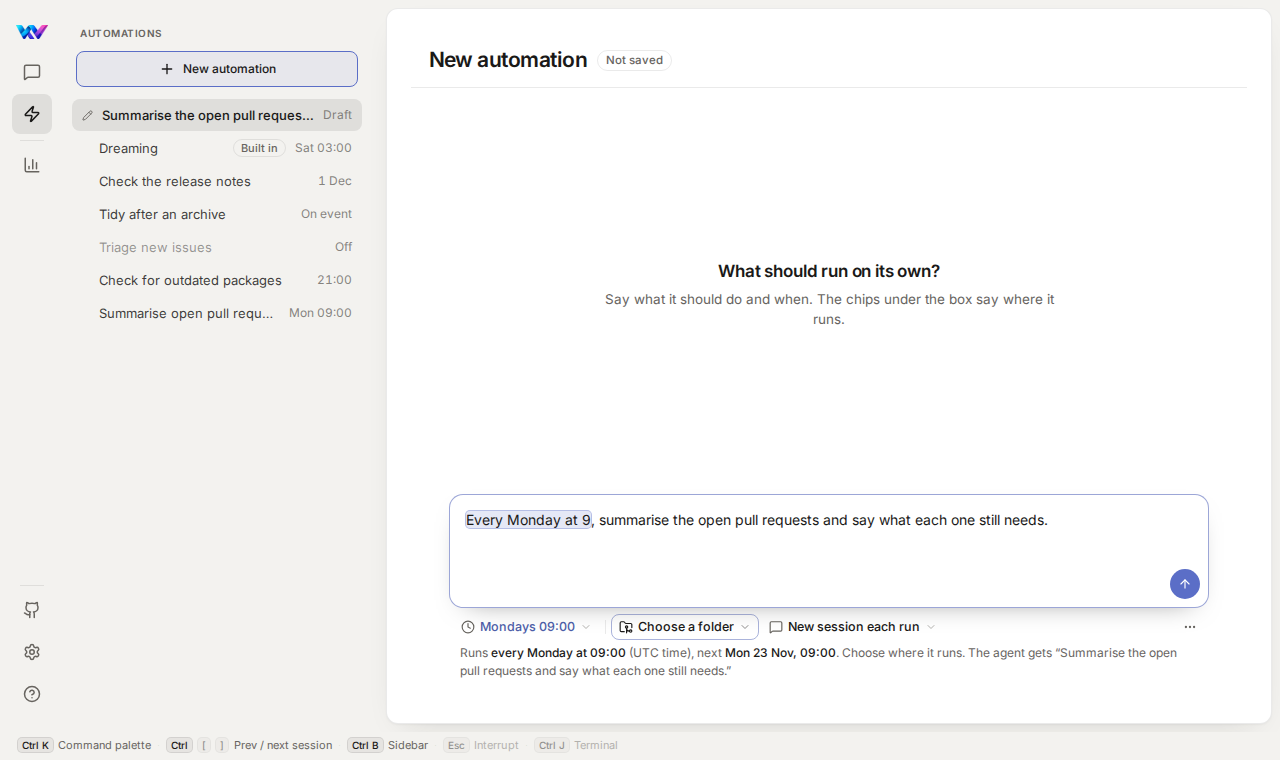 AUTOMATIONS
New automation
Summarise the open pull reques... Draft
Dreaming Built in Sat 03:00
Check the release notes 1 Dec
Tidy after an archive On event
Triage new issues Off
Check for outdated packages 21:00
Summarise open pull requ... Mon 09:00
New automation Not saved
What should run on its own?
Say what it should do and when. The chips under the box say where it
runs.
Every Monday at 9, summarise the open pull requests and say what each one still needs.
Mondays 09:00 Choose a folder New session each run
Runs every Monday at 09:00 (UTC time), next Mon 23 Nov, 09:00. Choose where it runs. The agent gets “Summarise the open
pull requests and say what each one still needs.”
Ctrl K Command palette Ctrl [ ] Prev / next session Ctrl B Sidebar Esc Interrupt Ctrl J Terminal